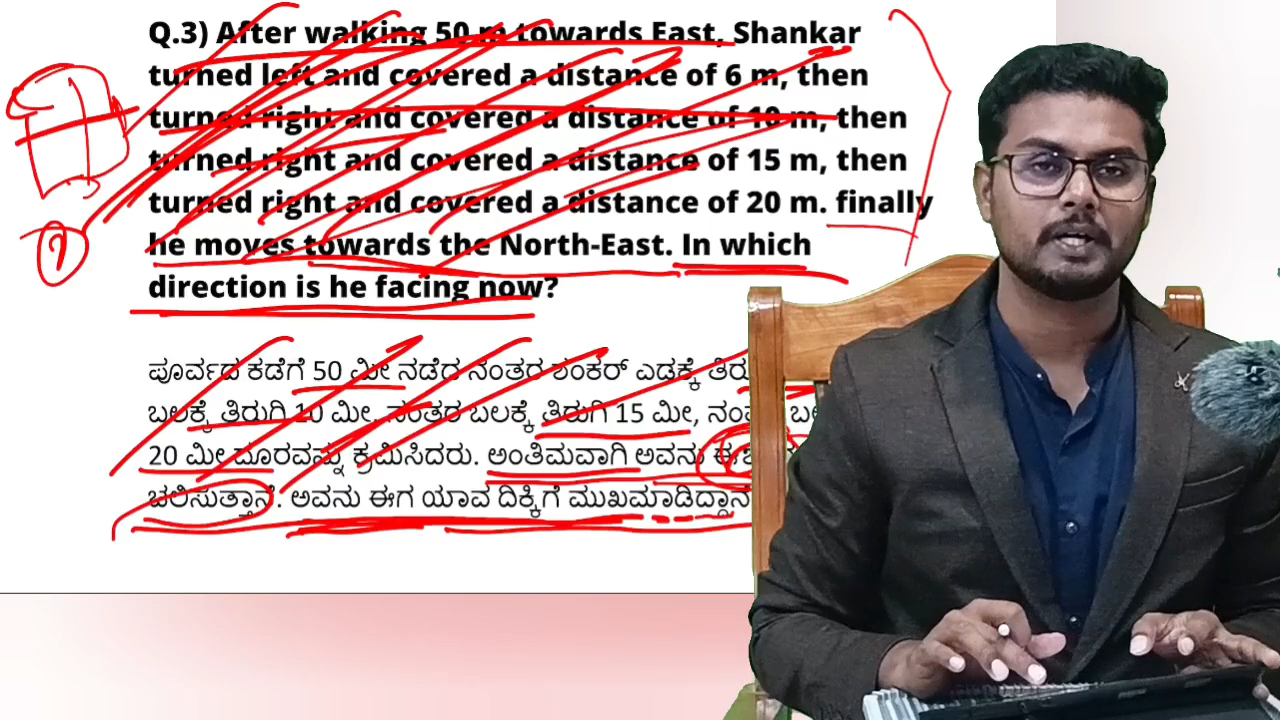 Q.3) After walking 50 m towards East, Shankar
turned left and covered a distance of 6 m, then
turned right and covered a distance of 10 m, then
turned right and covered a distance of 15 m, then
turned right and covered a distance of 20 m. finally
he moves towards the North-East. In which
direction is he facing now?
ಪೂರ್ವದ ಕಡೆಗೆ 50 ಮೀ ನಡೆದ ನಂತರ ಶಂಕರ್ ಎಡಕ್ಕೆ
ಬಲಕ್ಕೆ ತಿರುಗಿ 10 ಮೀ, ನಂತರ ಬಲಕ್ಕೆ ತಿರುಗಿ 15 ಮೀ,
20 ಮೀ ದೂರವನ್ನು ಕ್ರಮಿಸಿದರು. ಅಂತಿಮವಾಗಿ ಅವನು
ಚಲಿಸುತ್ತಾನೆ. ಅವನು ಈಗ ಯಾವ ದಿಕ್ಕಿಗೆ ಮುಖಮಾಡಿದ್ದಾನೆ